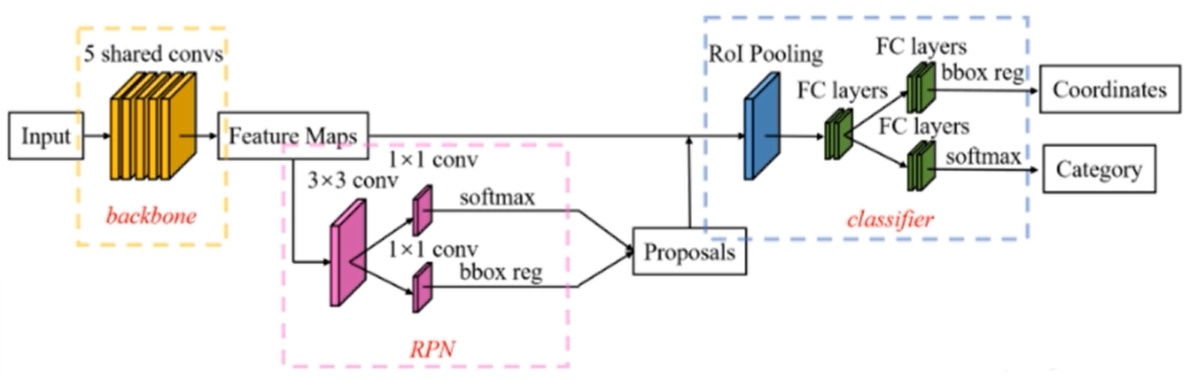 5 shared convs
Input
backbone
Feature Maps
3×3 conv
1×1 conv
softmax
1×1 conv
bbox reg
RPN
Proposals
RoI Pooling
FC layers
FC layers
bbox reg
FC layers
softmax
classifier
Coordinates
Category